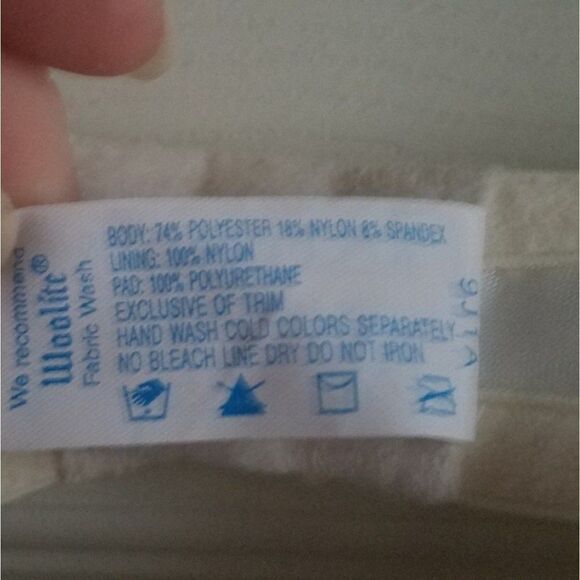 We recommend
Woolite®
Fabric Wash
BODY: 74% POLYESTER 18% NYLON 8% SPANDEX
LINING: 100% NYLON
PAD: 100% POLYURETHANE
EXCLUSIVE OF TRIM
HAND WASH COLD COLORS SEPARATELY
NO BLEACH LINE DRY DO NOT IRON